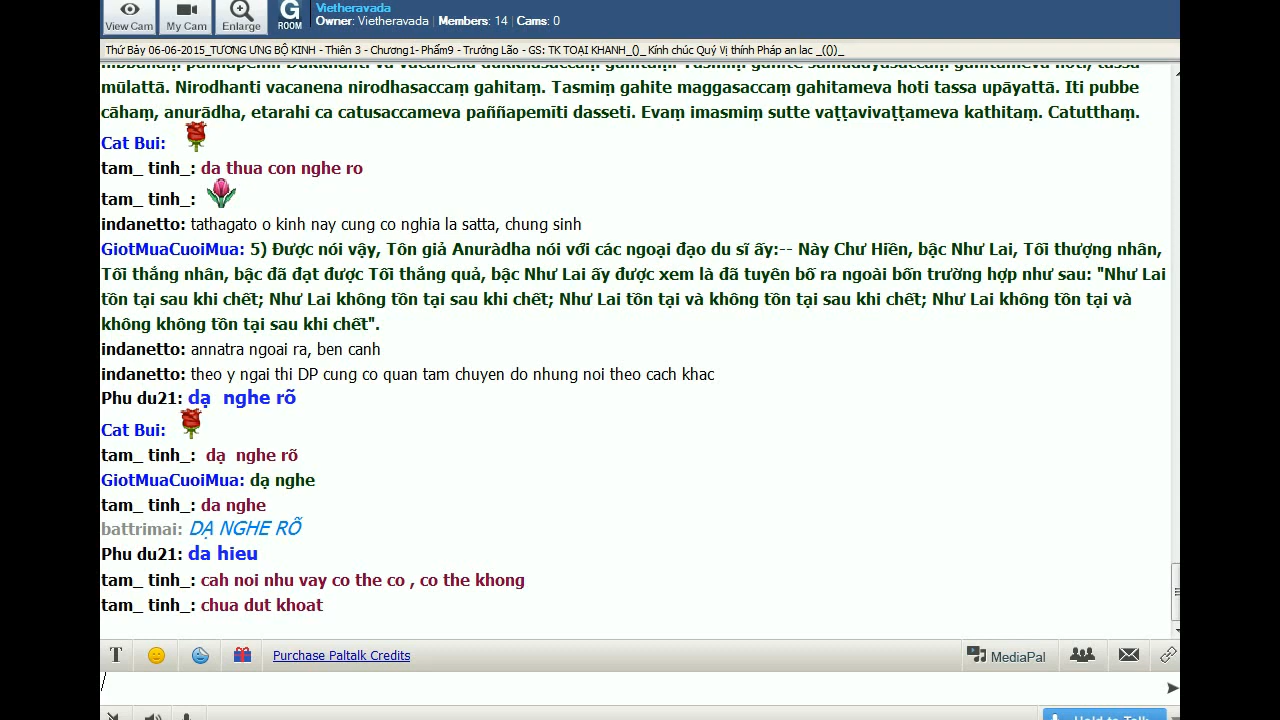 View Cam
My Cam
Enlarge
G
ROOM
Vietheravada
Owner: Vietheravada | Members: 14 | Cams: 0
Thứ Bảy 06-06-2015_TƯƠNG ƯNG BỘ KINH - Thiên 3 - Chương1- Phẩm9 - Trưởng Lão - GS: TK TOẠI KHANH_()_ Kính chúc Quý Vị thính Pháp an lac _(())_
mūlattā. Nirodhanti vacanena nirodhasaccaṃ gahitaṃ. Tasmiṃ gahite maggasaccaṃ gahitameva hoti tassa upāyattā. Iti pubbe
cāhaṃ, anurādha, etarahi ca catusaccameva paññapemīti dasseti. Evaṃ imasmiṃ sutte vaṭṭavivaṭṭameva kathitaṃ. Catutthaṃ.
Cat Bui:
tam_ tinh_: da thua con nghe ro
tam_ tinh_:
indanetto: tathagato o kinh nay cung co nghia la satta, chung sinh
GiotMuaCuoiMua: 5) Được nói vậy, Tôn giả Anuràdha nói với các ngoại đạo du sĩ ấy:-- Này Chư Hiền, bậc Như Lai, Tối thượng nhân,
Tối thắng nhân, bậc đã đạt được Tối thắng quả, bậc Như Lai ấy được xem là đã tuyên bố ra ngoài bốn trường hợp như sau: "Như Lai
tồn tại sau khi chết; Như Lai không tồn tại sau khi chết; Như Lai tồn tại và không tồn tại sau khi chết; Như Lai không tồn tại và
không không tồn tại sau khi chết".
indanetto: annatra ngoai ra, ben canh
indanetto: theo y ngai thi DP cung co quan tam chuyen do nhung noi theo cach khac
Phu du21: dạ nghe rõ
Cat Bui:
tam_ tinh_: dạ nghe rõ
GiotMuaCuoiMua: dạ nghe
tam_ tinh_: da nghe
battrimai: DẠ NGHE RÕ
Phu du21: da hieu
tam_ tinh_: cah noi nhu vay co the co , co the khong
tam_ tinh_: chua dut khoat
T
Purchase Paltalk Credits
MediaPal
/